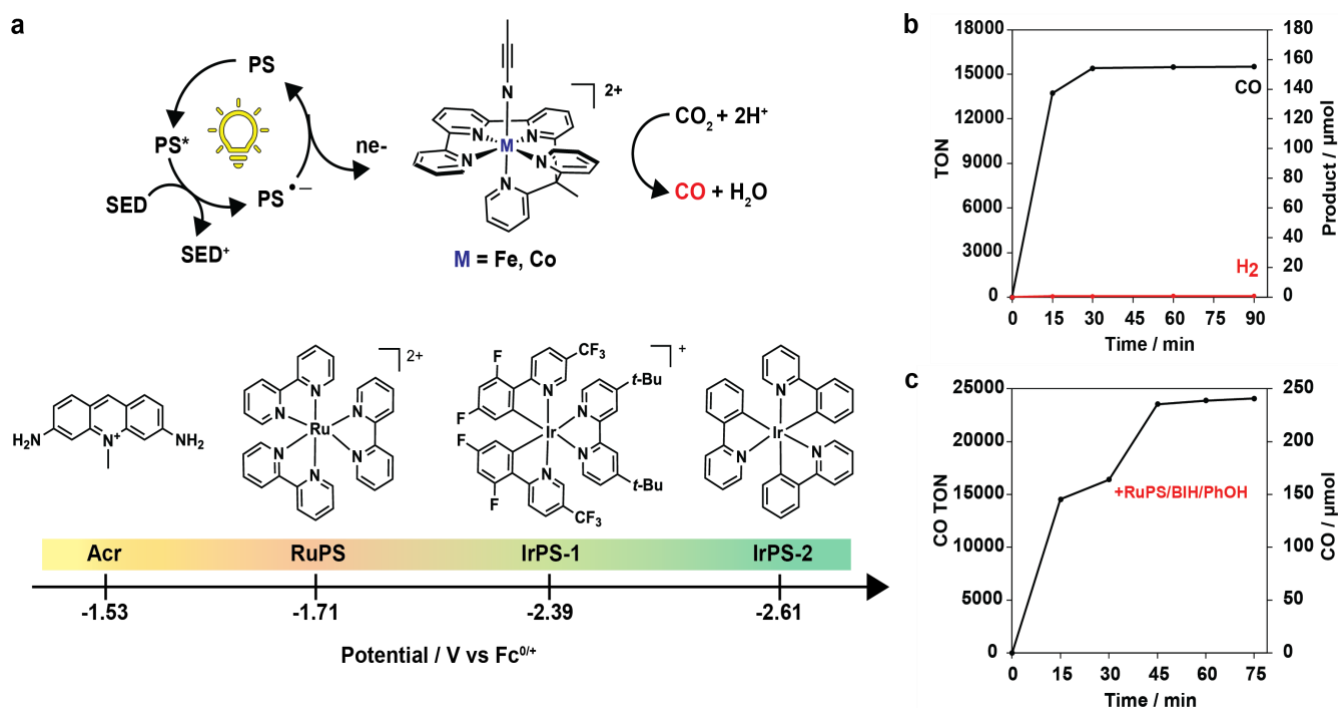 a
PS
PS*
SED
SED⁺
PS•−
ne-
N
M
N
N
N
N
N
2+
CO₂ + 2H⁺
CO + H₂O
M = Fe, Co
NH₂
N⁺
NH₂
N
N
N
Ru
N
N
N
2+
F
F
F
F
CF₃
CF₃
N
N
N
N
Ir
t-Bu
t-Bu
+
N
N
N
Ir
Acr
RuPS
IrPS-1
IrPS-2
-1.53
-1.71
-2.39
-2.61
Potential / V vs Fc⁰/⁺
b
TON
18000
15000
12000
9000
6000
3000
0
0 15 30 45 60 75 90
Time / min
180
160
140
120
100
80
60
40
20
0
Product / µmol
CO
H₂
c
CO TON
25000
20000
15000
10000
5000
0
0 15 30 45 60 75
Time / min
250
200
150
100
50
0
CO / µmol
+RuPS/BIH/PhOH